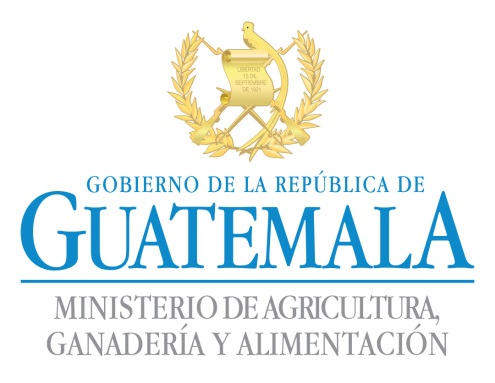 LIBERTAD
15 DE
SEPTIEMBRE
DE 1821
GOBIERNO DE LA REPÚBLICA DE
GUATEMALA
MINISTERIO DE AGRICULTURA,
GANADERÍA Y ALIMENTACIÓN